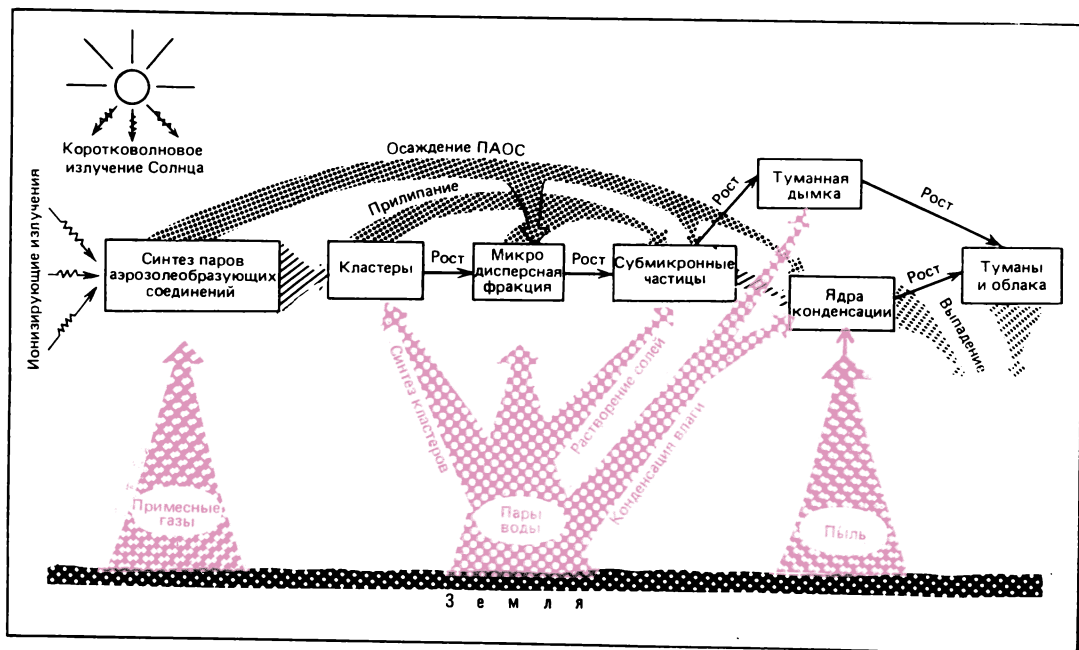 Коротковолновое
излучение Солнца
Ионизирующие излучения
Осаждение ПАОС
Прилипание
Синтез паров
аэрозолеобразующих
соединений
Кластеры
Рост
Микро
дисперсная
фракция
Рост
Субмикронные
частицы
Рост
Туманная
дымка
Рост
Ядра
конденсации
Рост
Туманы
и облака
Выпадение
Синтез кластеров
Растворение солей
Конденсация влаги
Примесные
газы
Пары
воды
Пыль
Земля